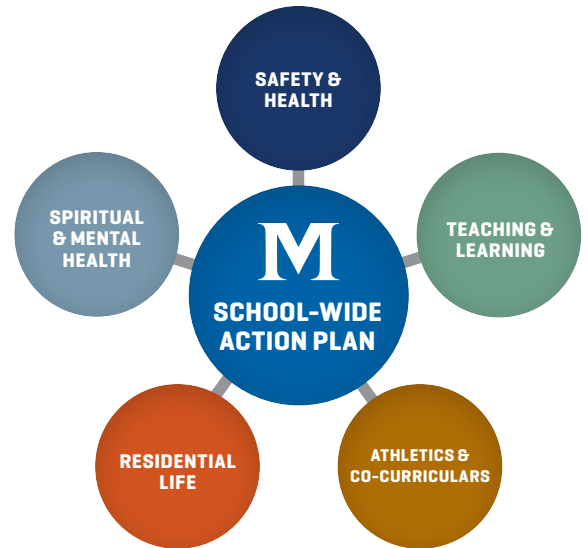 SAFETY &
HEALTH
SPIRITUAL
& MENTAL
HEALTH
TEACHING &
LEARNING
M
SCHOOL-WIDE
ACTION PLAN
RESIDENTIAL
LIFE
ATHLETICS &
CO-CURRICULARS